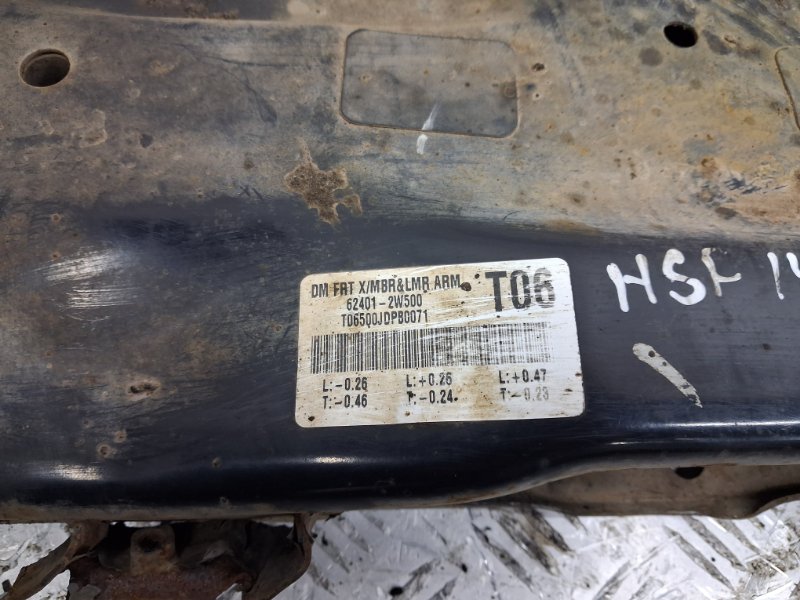 DM FRT X/MBR&LMR ARM T06
62401-2W500
T06500JDPB0071
L:-0.26 L:+0.26 L:+0.47
T:-0.46 T:-0.24 T:-0.23
HSF